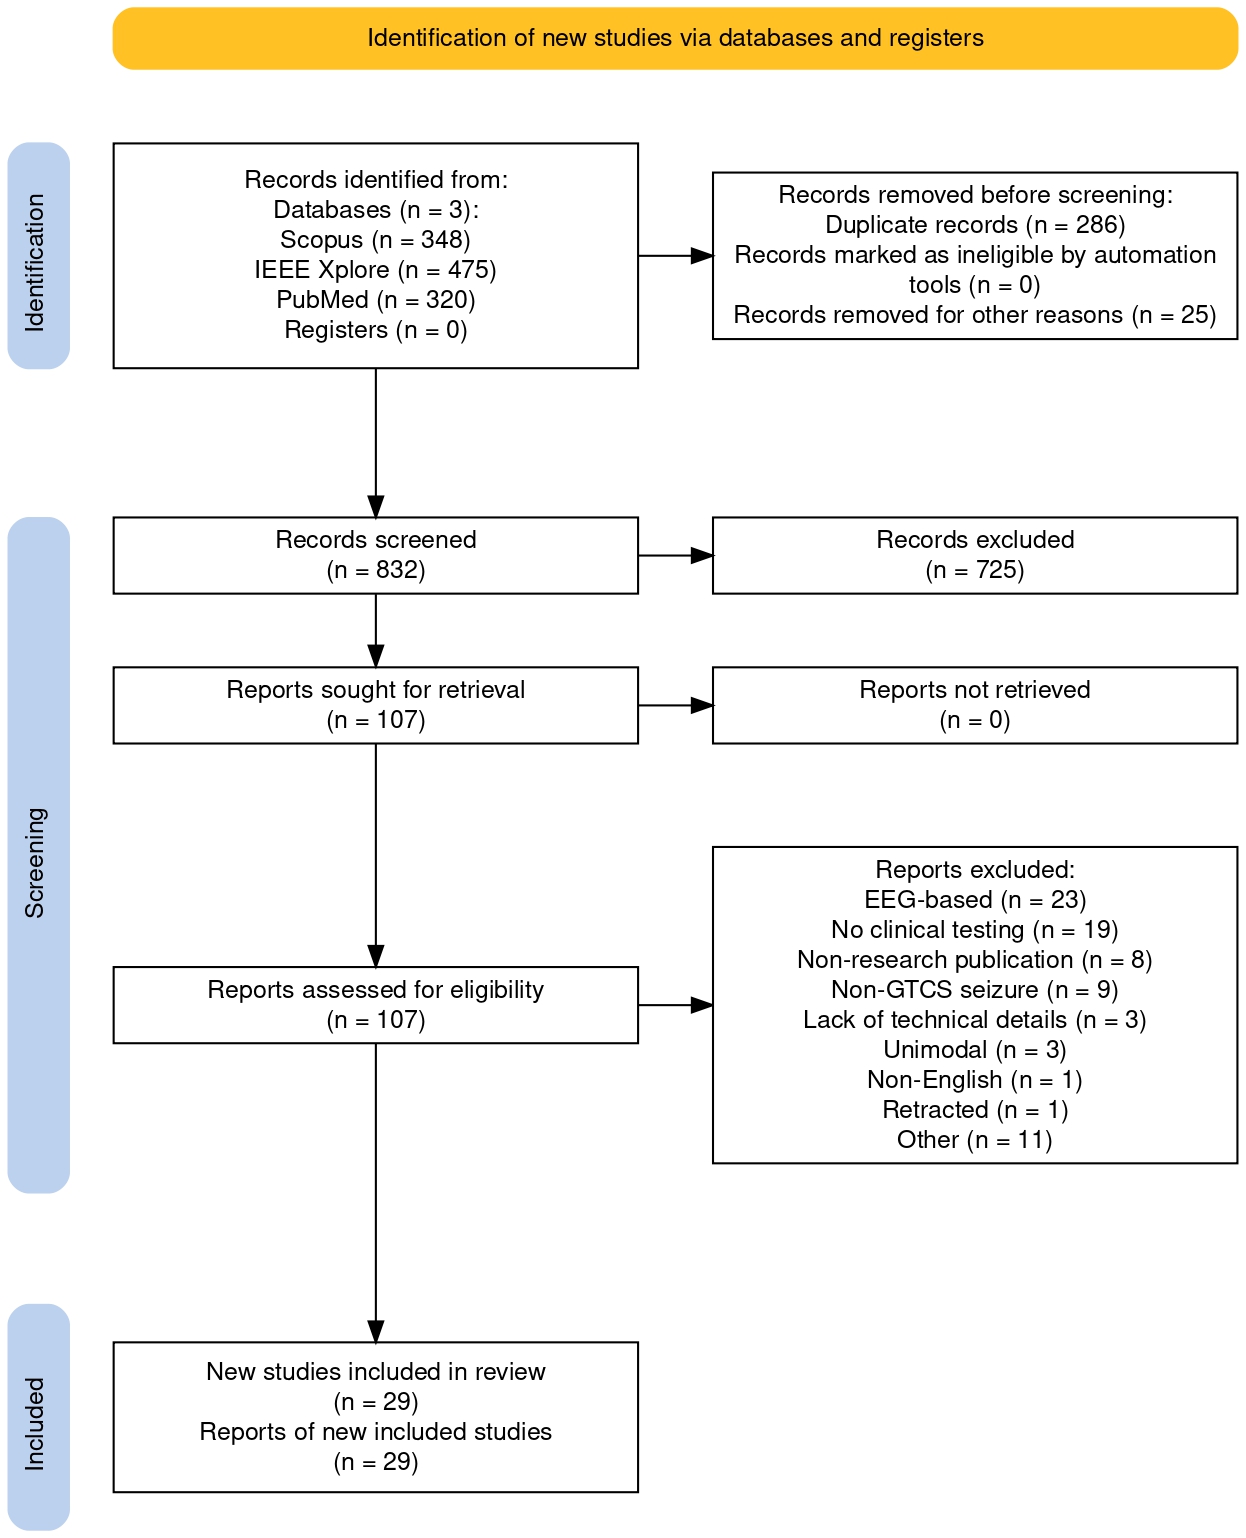 Identification of new studies via databases and registers
Identification
Records identified from:
Databases (n = 3):
Scopus (n = 348)
IEEE Xplore (n = 475)
PubMed (n = 320)
Registers (n = 0)
Records removed before screening:
Duplicate records (n = 286)
Records marked as ineligible by automation
tools (n = 0)
Records removed for other reasons (n = 25)
Screening
Records screened
(n = 832)
Records excluded
(n = 725)
Reports sought for retrieval
(n = 107)
Reports not retrieved
(n = 0)
Reports assessed for eligibility
(n = 107)
Reports excluded:
EEG-based (n = 23)
No clinical testing (n = 19)
Non-research publication (n = 8)
Non-GTCS seizure (n = 9)
Lack of technical details (n = 3)
Unimodal (n = 3)
Non-English (n = 1)
Retracted (n = 1)
Other (n = 11)
Included
New studies included in review
(n = 29)
Reports of new included studies
(n = 29)